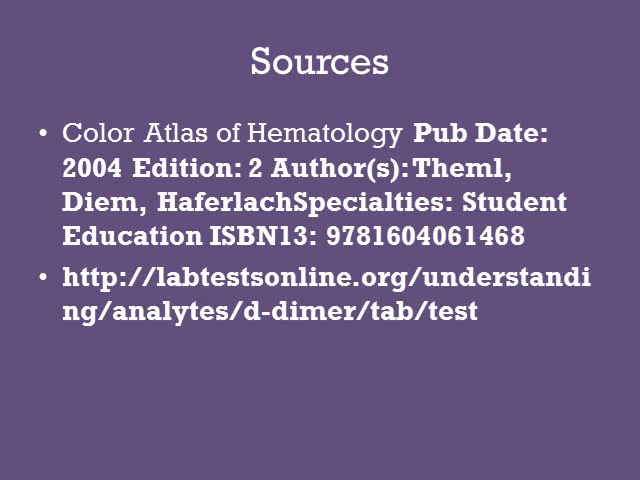 Sources
• Color Atlas of Hematology Pub Date:
2004 Edition: 2 Author(s): Theml,
Diem, HaferlachSpecialties: Student
Education ISBN13: 9781604061468
• http://labtestsonline.org/understandi
ng/analytes/d-dimer/tab/test